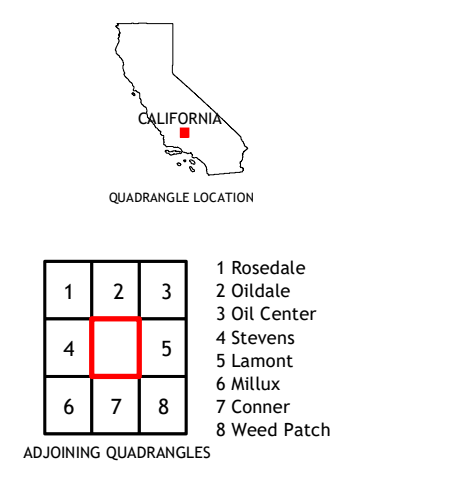 CALIFORNIA
QUADRANGLE LOCATION
1 2 3
4 5
6 7 8
ADJOINING QUADRANGLES
1 Rosedale
2 Oildale
3 Oil Center
4 Stevens
5 Lamont
6 Millux
7 Conner
8 Weed Patch